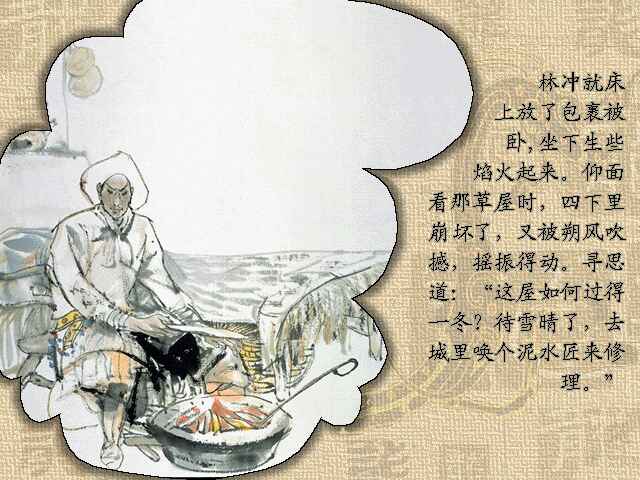 林冲就床
上放了包裹被
卧,坐下生些
焰火起来。仰面
看那草屋时，四下里
崩坏了，又被朔风吹
撼，摇振得动。寻思
道：“这屋如何过得
一冬？待雪晴了，去
城里唤个泥水匠来修
理。”